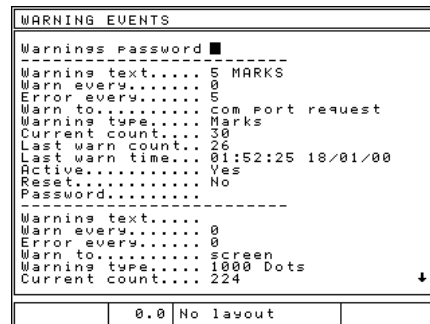 WARNING EVENTS
Warnings password
------------------------------
Warning text..... 5 MARKS
Warn every....... 0
Error every...... 5
Warn to.......... com port request
Warning type..... Marks
Current count.... 30
Last warn count.. 26
Last warn time... 01:52:25 18/01/00
Active........... Yes
Reset............ No
Password.........
------------------------------
Warning text.....
Warn every....... 0
Error every...... 0
Warn to.......... screen
Warning type..... 1000 Dots
Current count.... 224
0.0 No layout